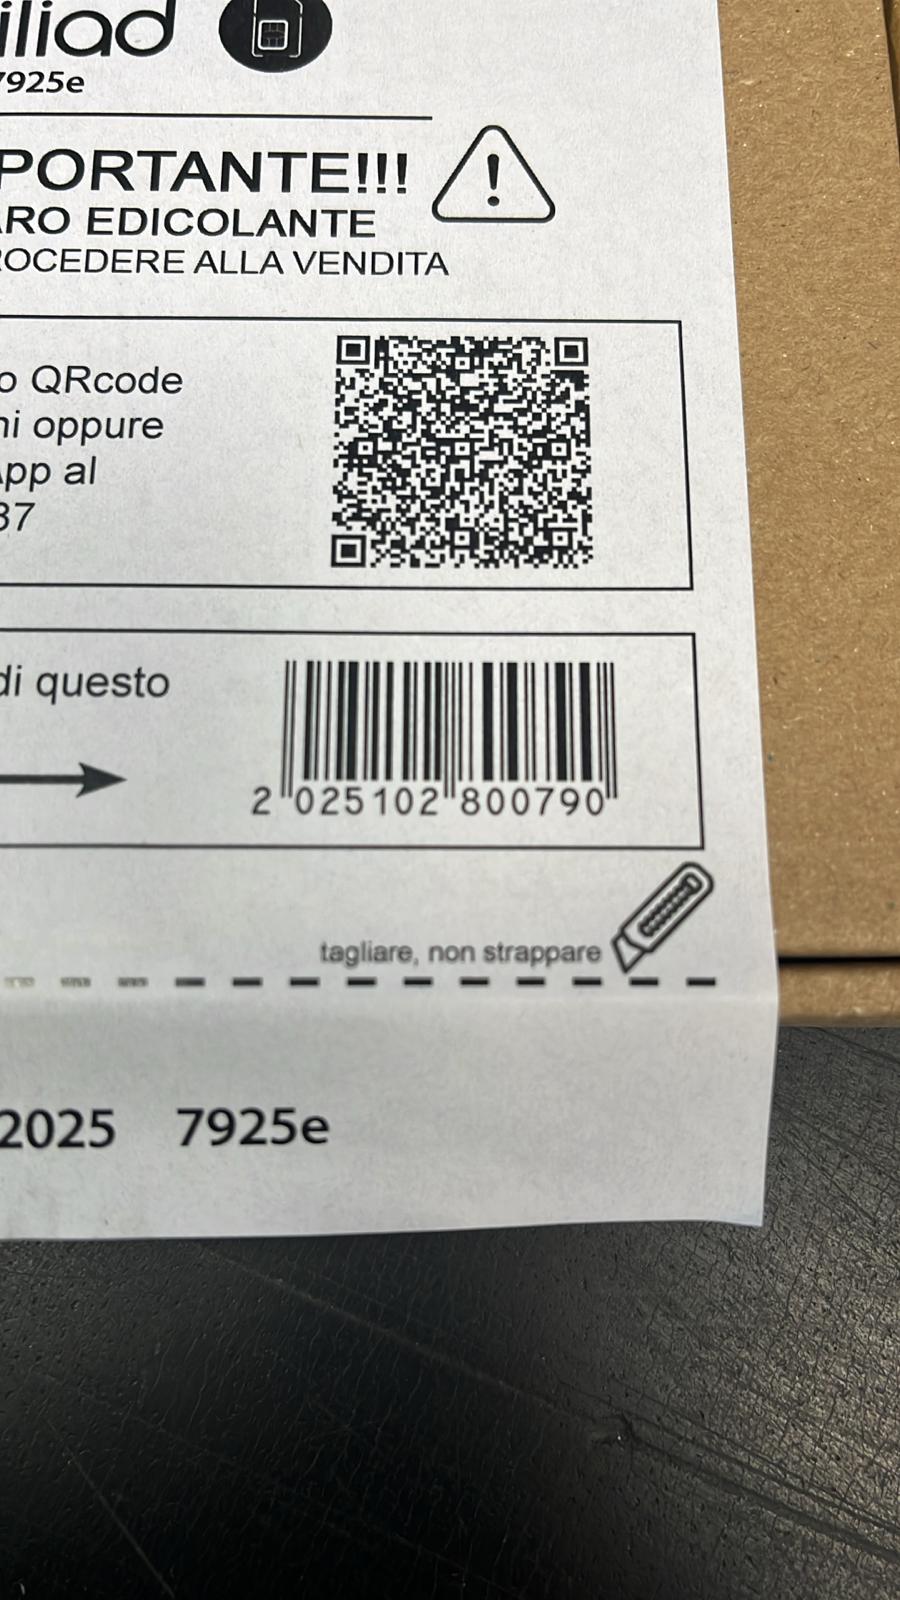 iliad
7925e
PORTANTE!!!
ARO EDICOLANTE
ROCEDERE ALLA VENDITA
o QRcode
ni oppure
App al
37
di questo
2 025102 800790
tagliare, non strappare
2025 7925e